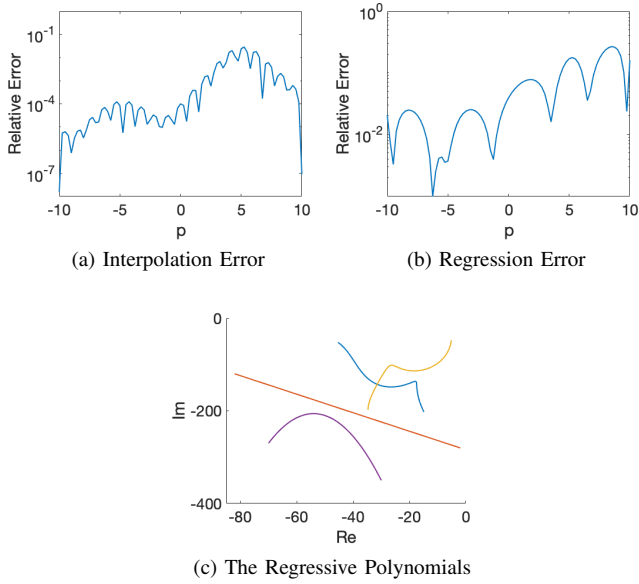 10^-1
10^-4
10^-7
Relative Error
-10 -5 0 5 10
p
(a) Interpolation Error
10^0
10^-2
Relative Error
-10 -5 0 5 10
p
(b) Regression Error
0
-200
-400
Im
-80 -60 -40 -20 0
Re
(c) The Regressive Polynomials